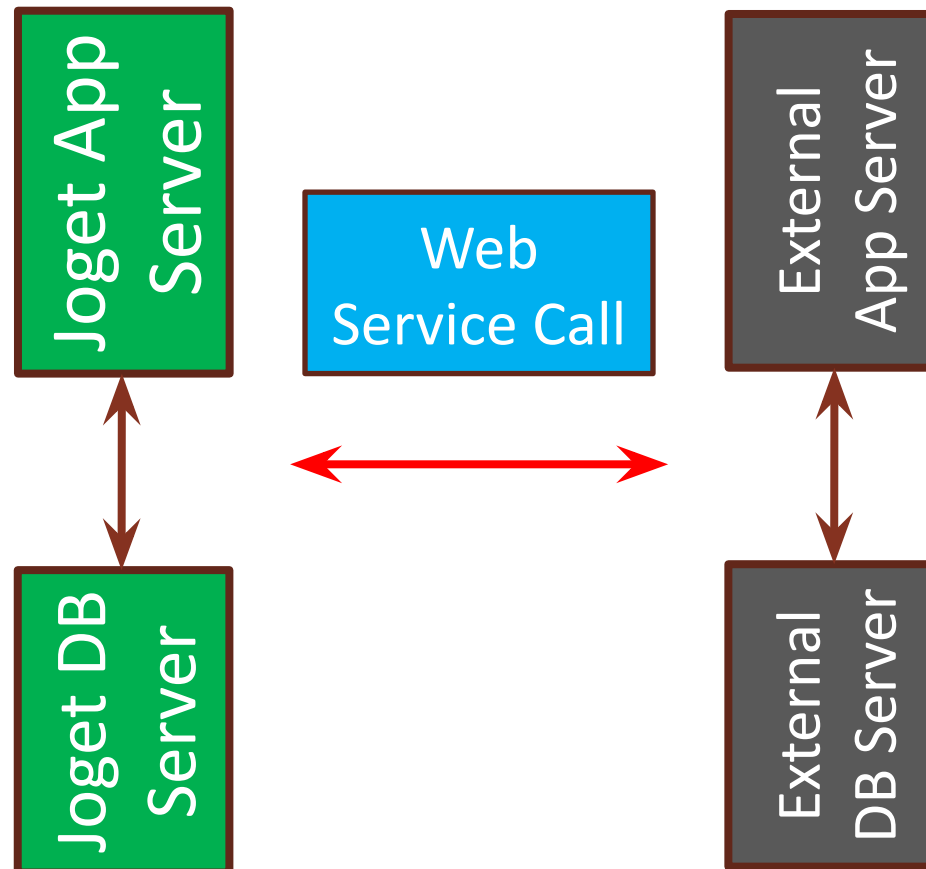 Joget App
Server
Web
Service Call
External
App Server
Joget DB
Server
External
DB Server